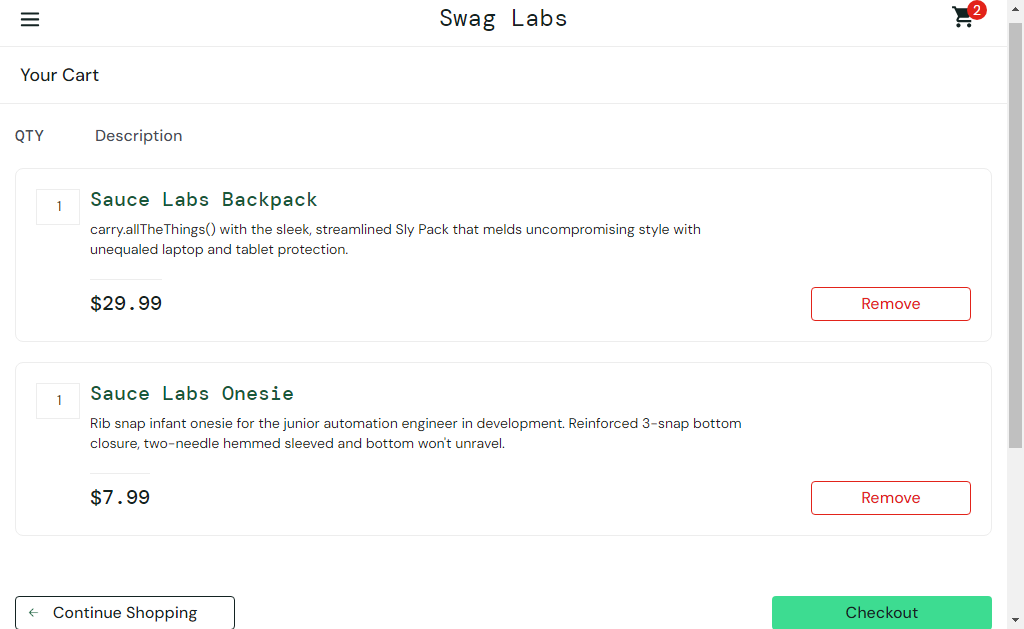 Swag Labs
2
Your Cart
QTY Description
1
Sauce Labs Backpack
carry.allTheThings() with the sleek, streamlined Sly Pack that melds uncompromising style with
unequaled laptop and tablet protection.
$29.99
Remove
1
Sauce Labs Onesie
Rib snap infant onesie for the junior automation engineer in development. Reinforced 3-snap bottom
closure, two-needle hemmed sleeved and bottom won't unravel.
$7.99
Remove
Continue Shopping
Checkout